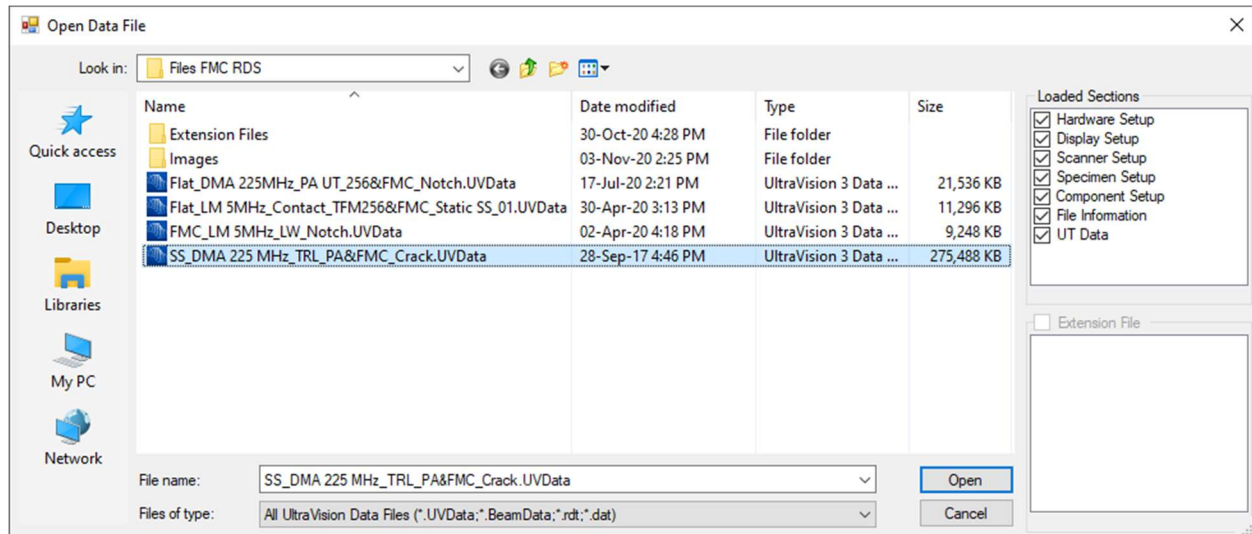 Open Data File
Look in: Files FMC RDS
Quick access
Desktop
Libraries
My PC
Network
Name Date modified Type Size
Extension Files 30-Oct-20 4:28 PM File folder
Images 03-Nov-20 2:25 PM File folder
Flat_DMA 225MHz_PA UT_256&FMC_Notch.UVData 17-Jul-20 2:21 PM UltraVision 3 Data ... 21,536 KB
Flat_LM 5MHz_Contact_TFM256&FMC_Static SS_01.UVData 30-Apr-20 3:13 PM UltraVision 3 Data ... 11,296 KB
FMC_LM 5MHz_LW_Notch.UVData 02-Apr-20 4:18 PM UltraVision 3 Data ... 9,248 KB
SS_DMA 225 MHz_TRL_PA&FMC_Crack.UVData 28-Sep-17 4:46 PM UltraVision 3 Data ... 275,488 KB
Loaded Sections
Hardware Setup
Display Setup
Scanner Setup
Specimen Setup
Component Setup
File Information
UT Data
Extension File
File name: SS_DMA 225 MHz_TRL_PA&FMC_Crack.UVData Open
Files of type: All UltraVision Data Files (*.UVData;*.BeamData;*.rdt;*.dat) Cancel